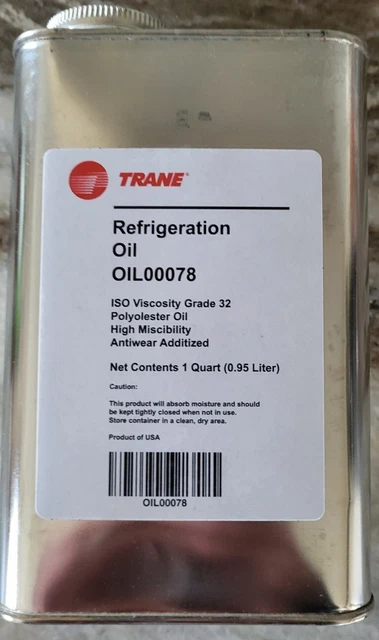 TRANE®
Refrigeration
Oil
OIL00078
ISO Viscosity Grade 32
Polyolester Oil
High Miscibility
Antiwear Additized
Net Contents 1 Quart (0.95 Liter)
Caution:
This product will absorb moisture and should
be kept tightly closed when not in use.
Store container in a clean, dry area.
Product of USA
OIL00078